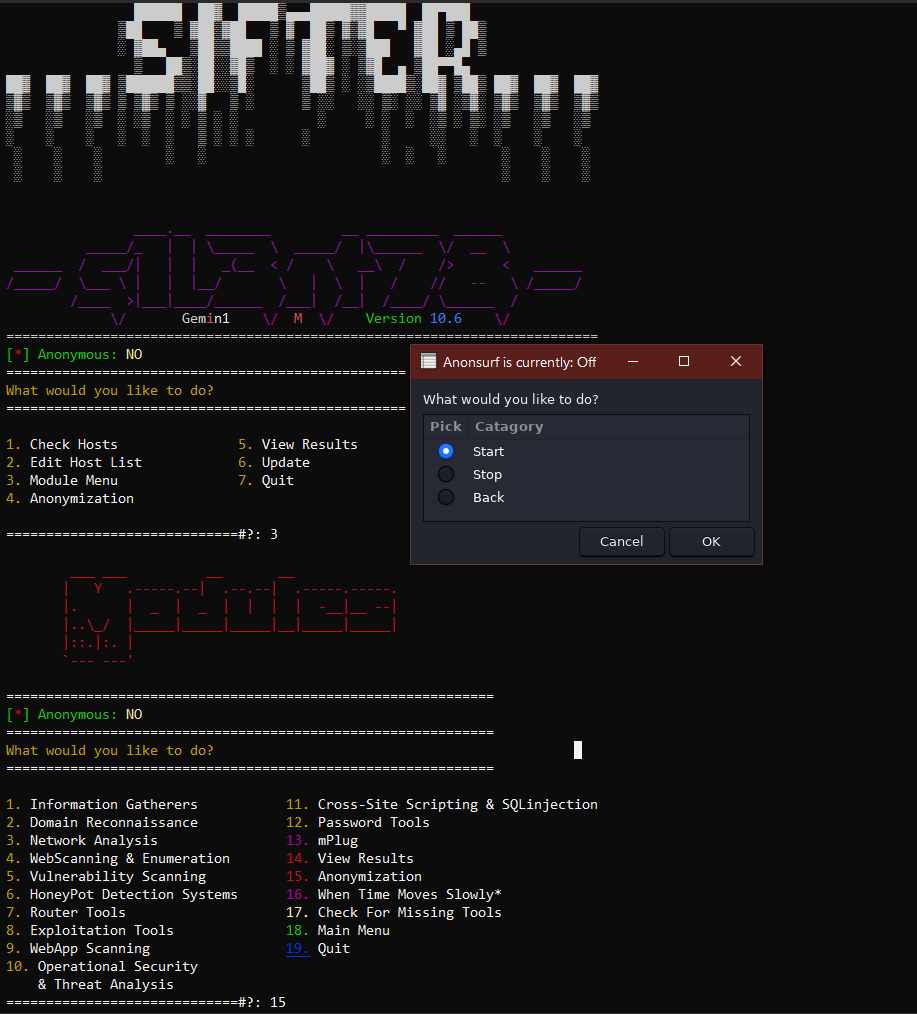 Gemin1 M Version 10.6
[*] Anonymous: NO
What would you like to do?
1. Check Hosts 5. View Results
2. Edit Host List 6. Update
3. Module Menu 7. Quit
4. Anonymization
#?: 3
Anonsurf is currently: Off
What would you like to do?
Pick Catagory
Start
Stop
Back
Cancel OK
Modules
[*] Anonymous: NO
What would you like to do?
1. Information Gatherers 11. Cross-Site Scripting & SQLinjection
2. Domain Reconnaissance 12. Password Tools
3. Network Analysis 13. mPlug
4. WebScanning & Enumeration 14. View Results
5. Vulnerability Scanning 15. Anonymization
6. HoneyPot Detection Systems 16. When Time Moves Slowly*
7. Router Tools 17. Check For Missing Tools
8. Exploitation Tools 18. Main Menu
9. WebApp Scanning 19. Quit
10. Operational Security
& Threat Analysis
#?: 15